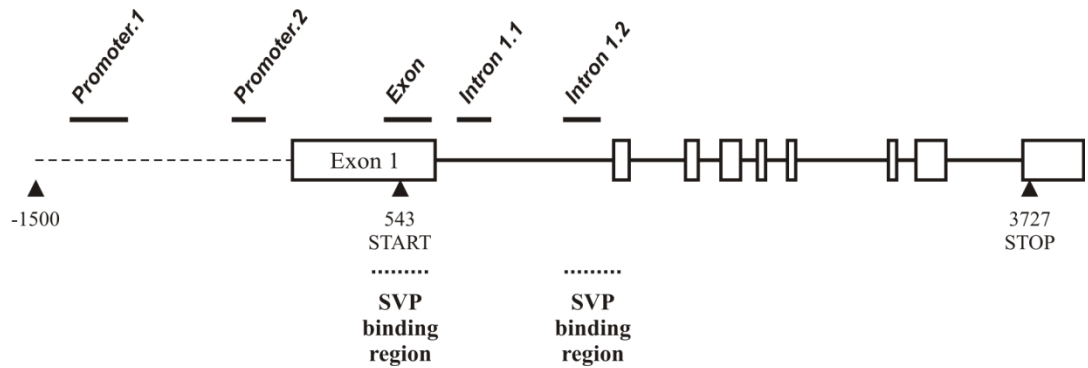 Promoter.1
Promoter.2
Exon
Intron 1.1
Intron 1.2
Exon 1
-1500
543
START
3727
STOP
SVP
binding
region
SVP
binding
region